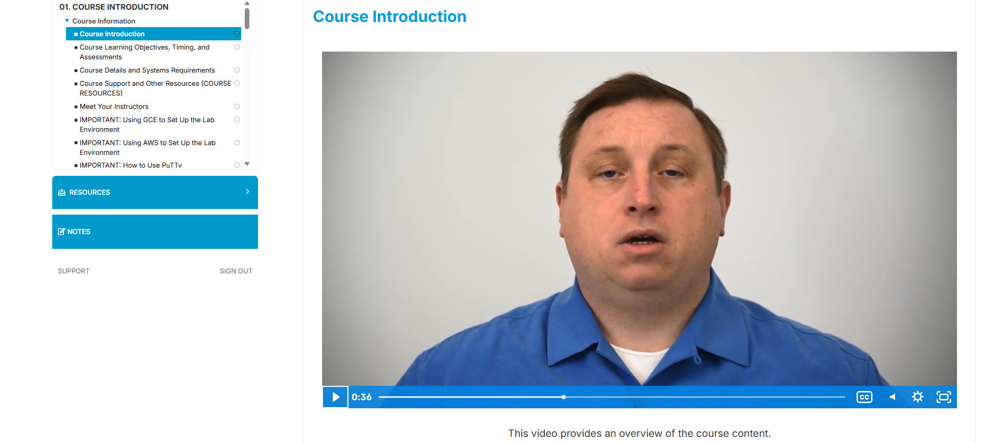 01. COURSE INTRODUCTION
Course Information
Course Introduction
Course Learning Objectives, Timing, and
Assessments
Course Details and Systems Requirements
Course Support and Other Resources (COURSE
RESOURCES)
Meet Your Instructors
IMPORTANT: Using GCE to Set Up the Lab
Environment
IMPORTANT: Using AWS to Set Up the Lab
Environment
IMPORTANT: How to Use PuTTy
RESOURCES
NOTES
SUPPORT
SIGN OUT
Course Introduction
0:36
CC
This video provides an overview of the course content.